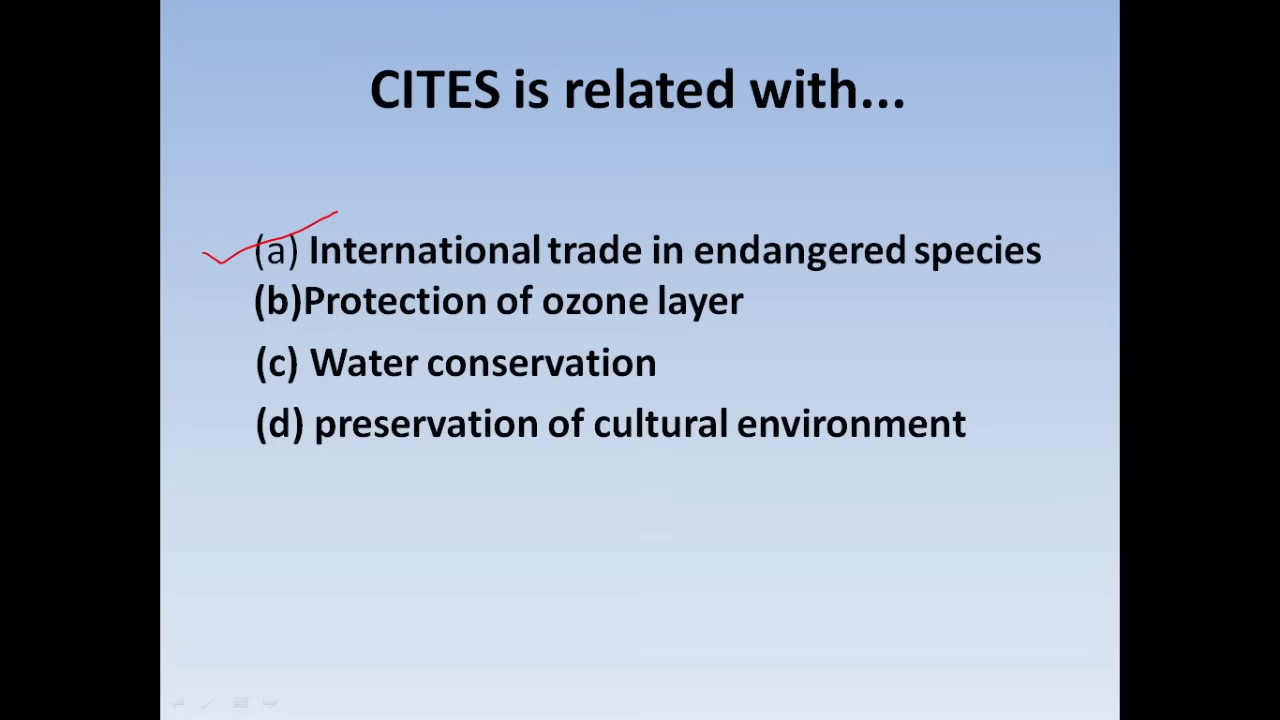 CITES is related with...
(a) International trade in endangered species
(b)Protection of ozone layer
(c) Water conservation
(d) preservation of cultural environment